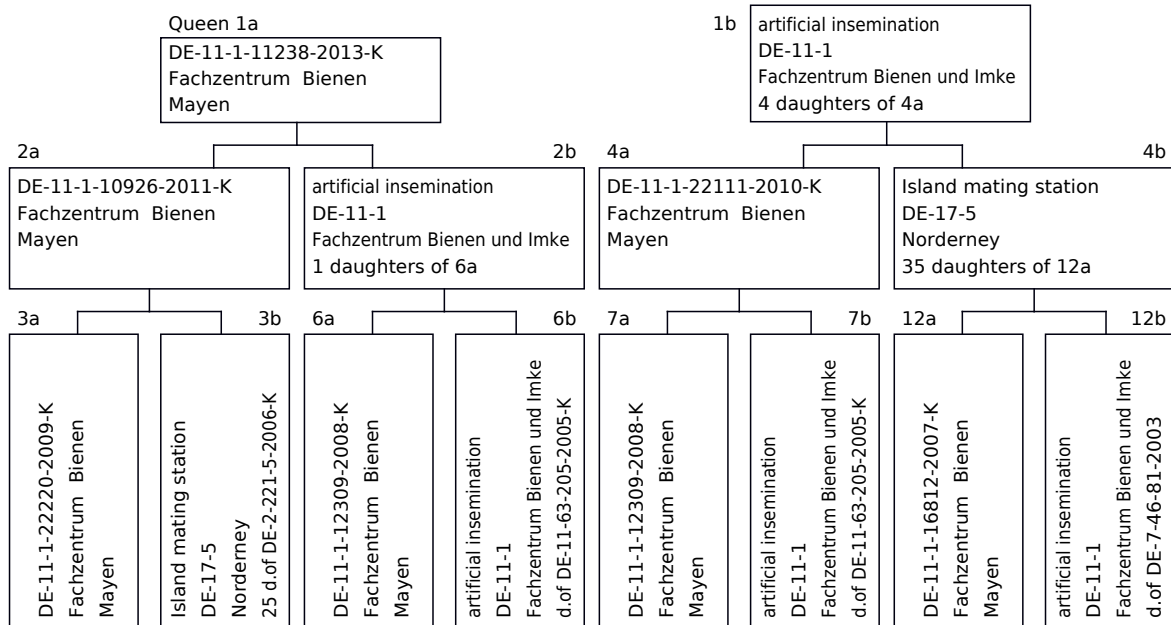 Queen 1a
DE-11-1-11238-2013-K
Fachzentrum Bienen
Mayen
1b
artificial insemination
DE-11-1
Fachzentrum Bienen und Imke
4 daughters of 4a
2a
DE-11-1-10926-2011-K
Fachzentrum Bienen
Mayen
2b
artificial insemination
DE-11-1
Fachzentrum Bienen und Imke
1 daughters of 6a
4a
DE-11-1-22111-2010-K
Fachzentrum Bienen
Mayen
4b
Island mating station
DE-17-5
Norderney
35 daughters of 12a
3a
DE-11-1-22220-2009-K
Fachzentrum Bienen
Mayen
3b
Island mating station
DE-17-5
Norderney
25 d.of DE-2-221-5-2006-K
6a
DE-11-1-12309-2008-K
Fachzentrum Bienen
Mayen
6b
artificial insemination
DE-11-1
Fachzentrum Bienen und Imke
d.of DE-11-63-205-2005-K
7a
DE-11-1-12309-2008-K
Fachzentrum Bienen
Mayen
7b
artificial insemination
DE-11-1
Fachzentrum Bienen und Imke
d.of DE-11-63-205-2005-K
12a
DE-11-1-16812-2007-K
Fachzentrum Bienen
Mayen
12b
artificial insemination
DE-11-1
Fachzentrum Bienen und Imke
d.of DE-7-46-81-2003